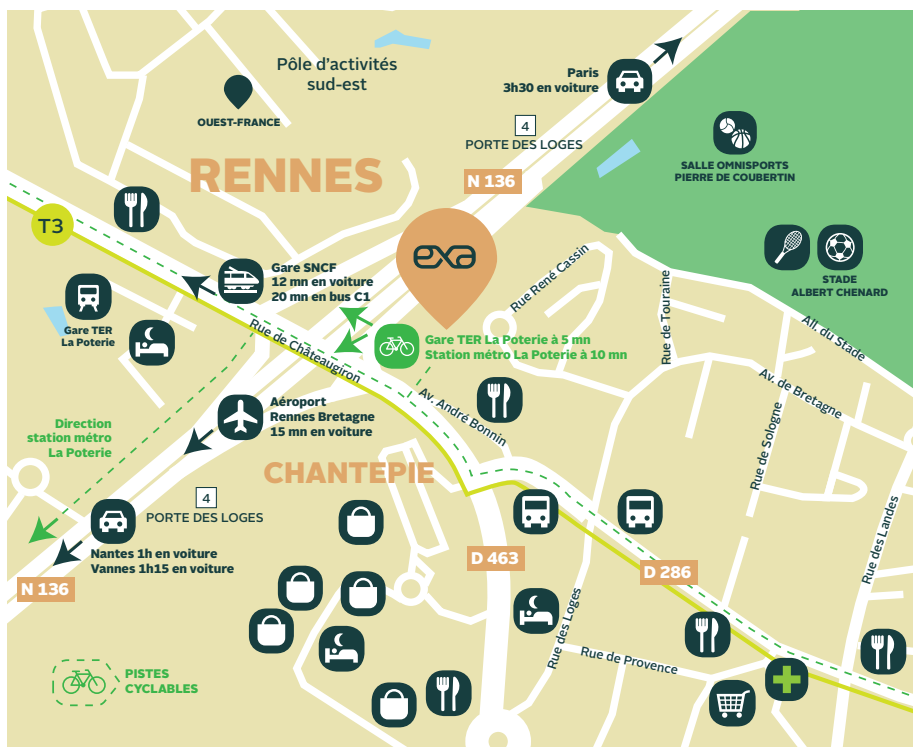 Pôle d'activités
sud-est
OUEST-FRANCE
Paris
3h30 en voiture
4
PORTE DES LOGES
SALLE OMNISPORTS
PIERRE DE COUBERTIN
RENNES
N 136
T3
exa
STADE
ALBERT CHENARD
Gare SNCF
12 mn en voiture
20 mn en bus C1
Rue René Cassin
Rue de Touraine
Gare TER
La Poterie
All. du Stade
Rue de Châteaugiron
Gare TER La Poterie à 5 mn
Station métro La Poterie à 10 mn
Av. de Bretagne
Av. André Bonnin
Aéroport
Rennes Bretagne
15 mn en voiture
Direction
station métro
La Poterie
Rue de Sologne
CHANTEPIE
4
PORTE DES LOGES
Rue des Landes
Nantes 1h en voiture
Vannes 1h15 en voiture
N 136
D 463
D 286
Rue des Loges
Rue de Provence
PISTES
CYCLABLES